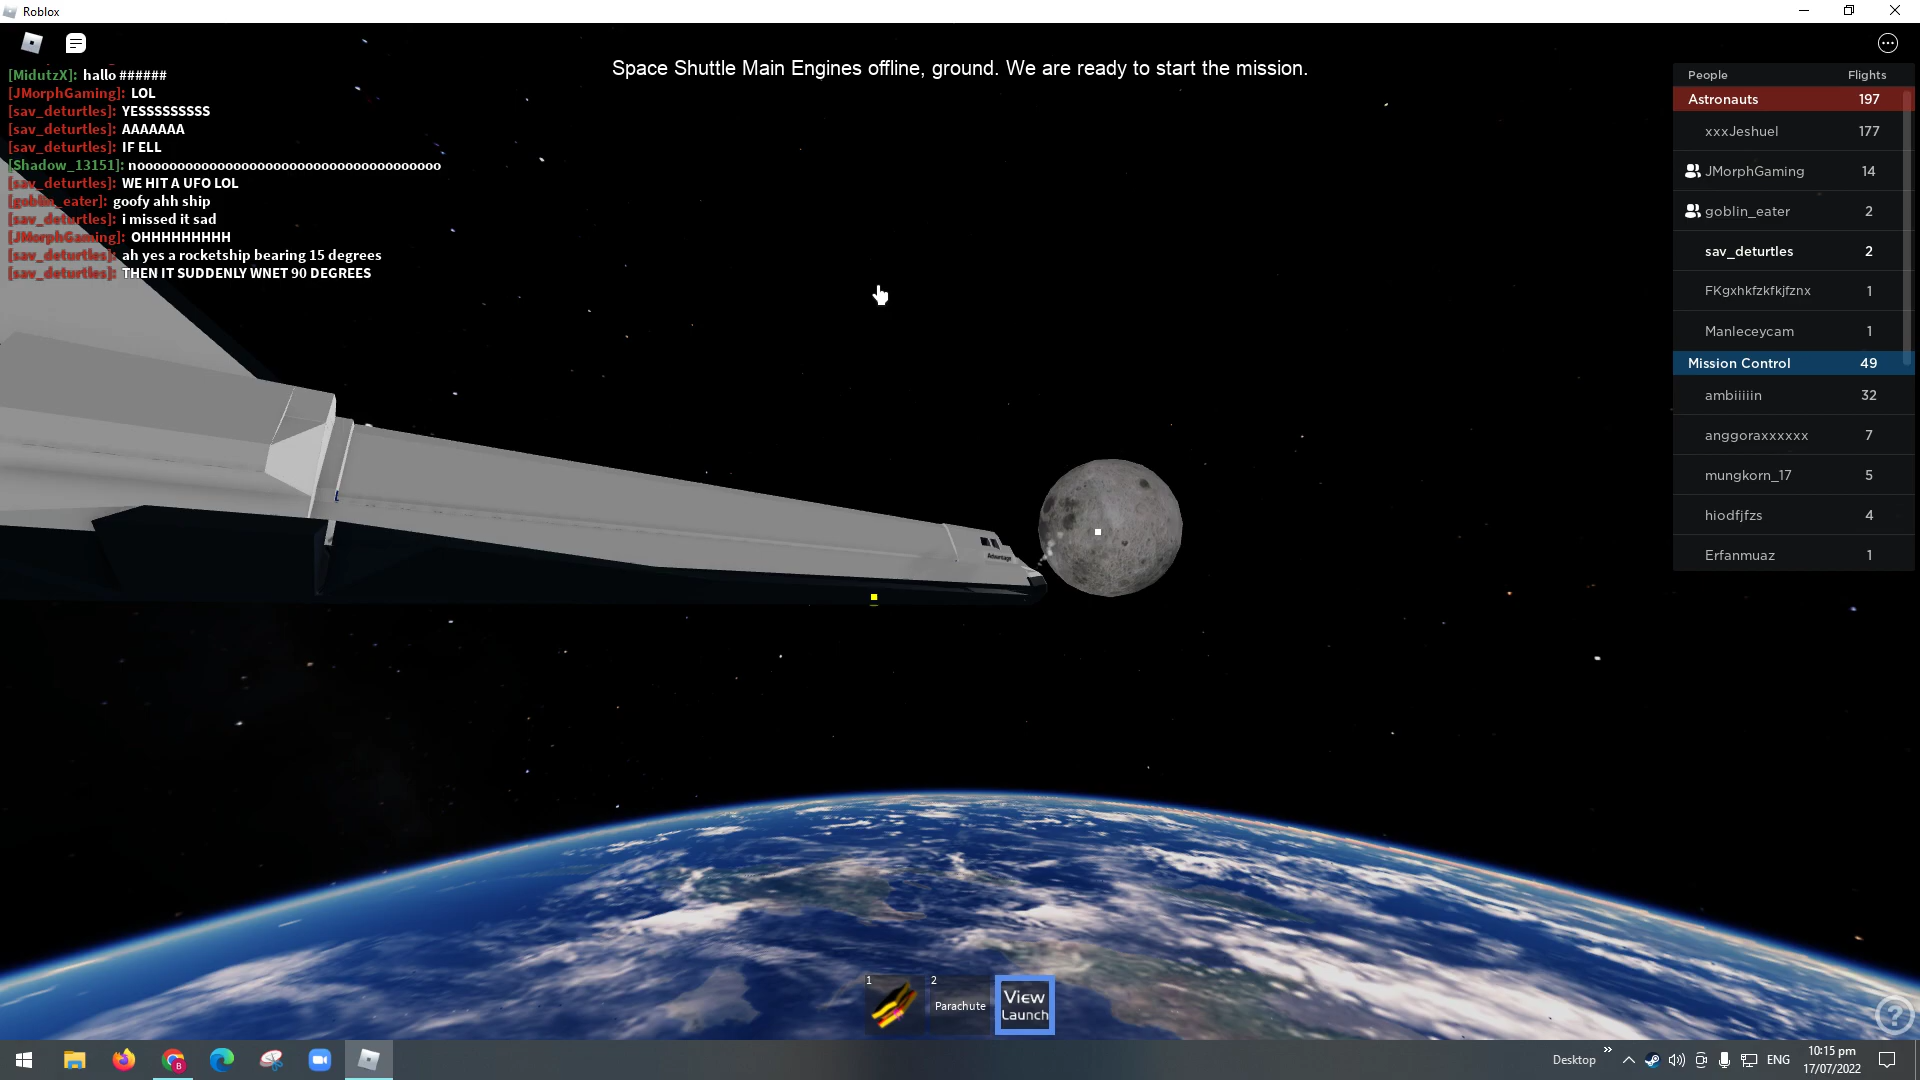 Roblox
Space Shuttle Main Engines offline, ground. We are ready to start the mission.
[MidutzX]: hallo ######
[JMorphGaming]: LOL
[sav_deturtles]: YESSSSSSSSS
[sav_deturtles]: AAAAAAA
[sav_deturtles]: IF ELL
[Shadow_13151]: noooooooooooooooooooooooooooooooooooooo
[sav_deturtles]: WE HIT A UFO LOL
[goblin_eater]: goofy ahh ship
[sav_deturtles]: i missed it sad
[JMorphGaming]: OHHHHHHHHH
[sav_deturtles]: ah yes a rocketship bearing 15 degrees
[sav_deturtles]: THEN IT SUDDENLY WNET 90 DEGREES
People Flights
Astronauts 197
xxxJeshuel 177
JMorphGaming 14
goblin_eater 2
sav_deturtles 2
FKgxhkfzkfkjfznx 1
Manleceycam 1
Mission Control 49
ambiiiiin 32
anggoraxxxxxx 7
mungkorn_17 5
hiodfjfzs 4
Erfanmuaz 1
1
2
Parachute
View
Launch
?
Desktop
ENG
10:15 pm
17/07/2022